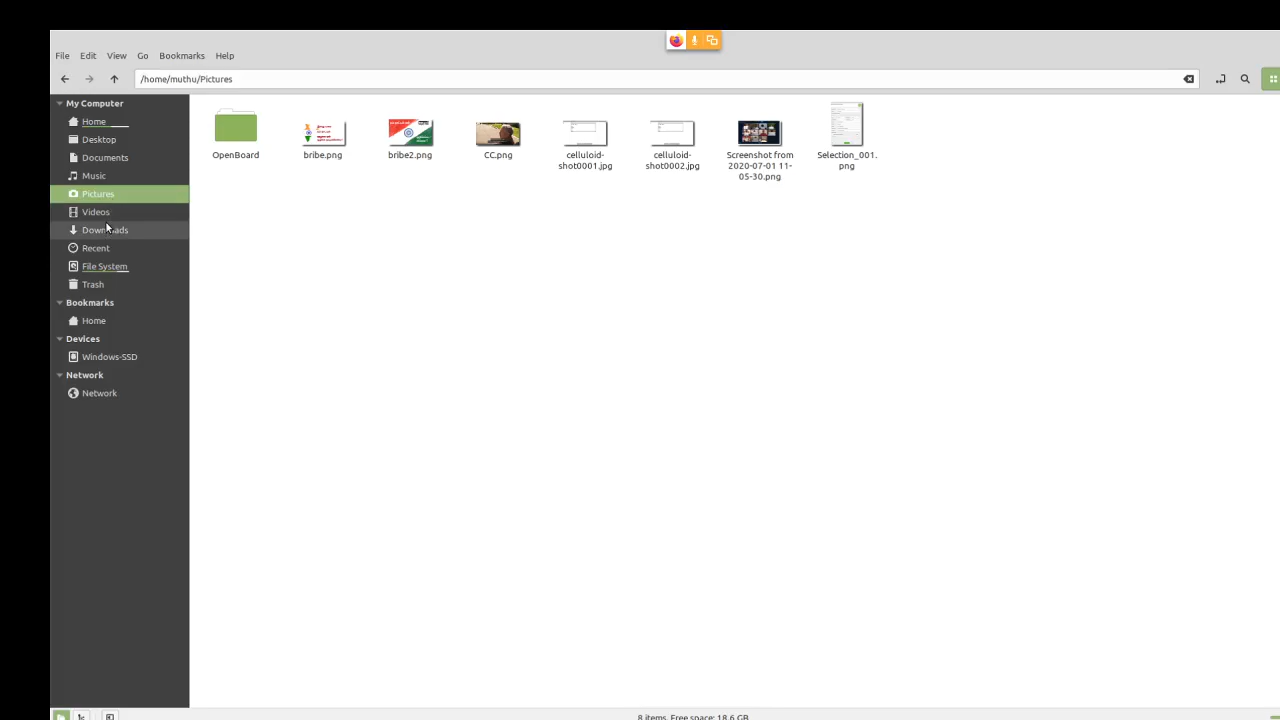 File Edit View Go Bookmarks Help
/home/muthu/Pictures
My Computer
Home
Desktop
Documents
Music
Pictures
Videos
Downloads
Recent
File System
Trash
Bookmarks
Home
Devices
Windows-SSD
Network
Network
OpenBoard
bribe.png
bribe2.png
CC.png
celluloid-
shot0001.jpg
celluloid-
shot0002.jpg
Screenshot from
2020-07-01 11-
05-30.png
Selection_001.
png
8 items, Free space: 18.6 GB